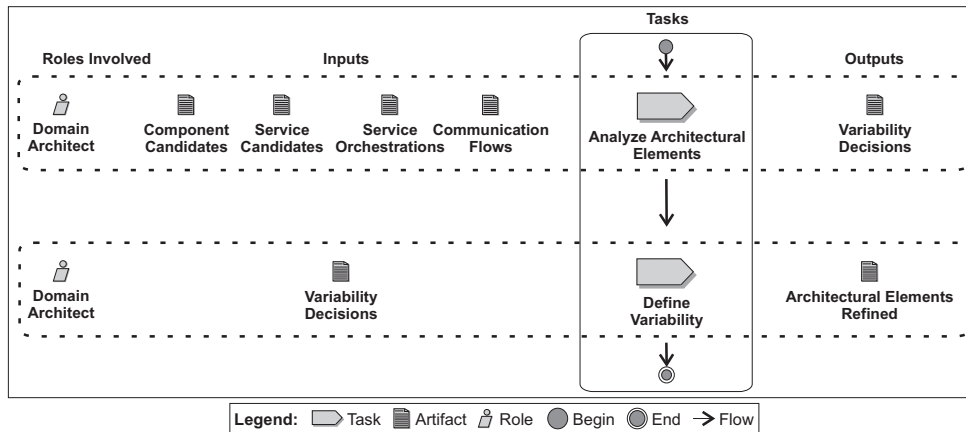 Tasks
Roles Involved
Inputs
Outputs
Domain
Architect
Component
Candidates
Service
Candidates
Service
Orchestrations
Communication
Flows
Analyze Architectural
Elements
Variability
Decisions
Domain
Architect
Variability
Decisions
Define
Variability
Architectural Elements
Refined
Legend: Task Artifact Role Begin End Flow